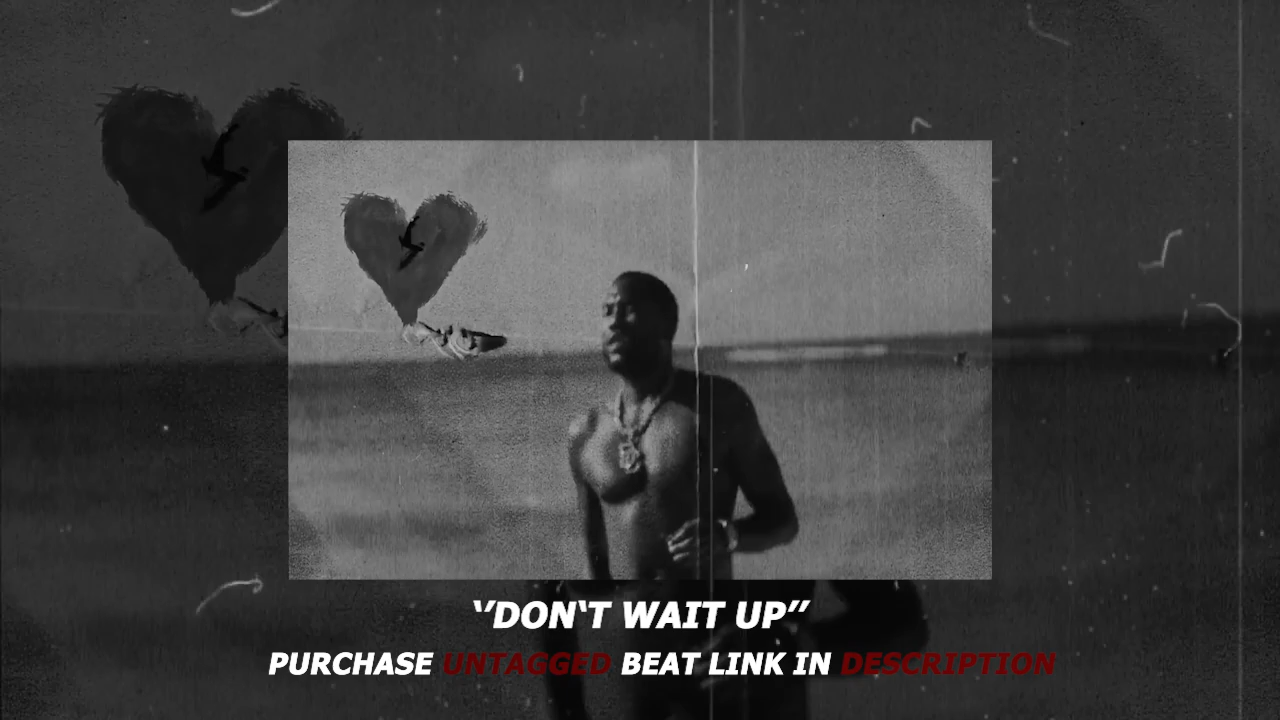 ‘’DON‘T WAIT UP’’
PURCHASE UNTAGGED BEAT LINK IN DESCRIPTION